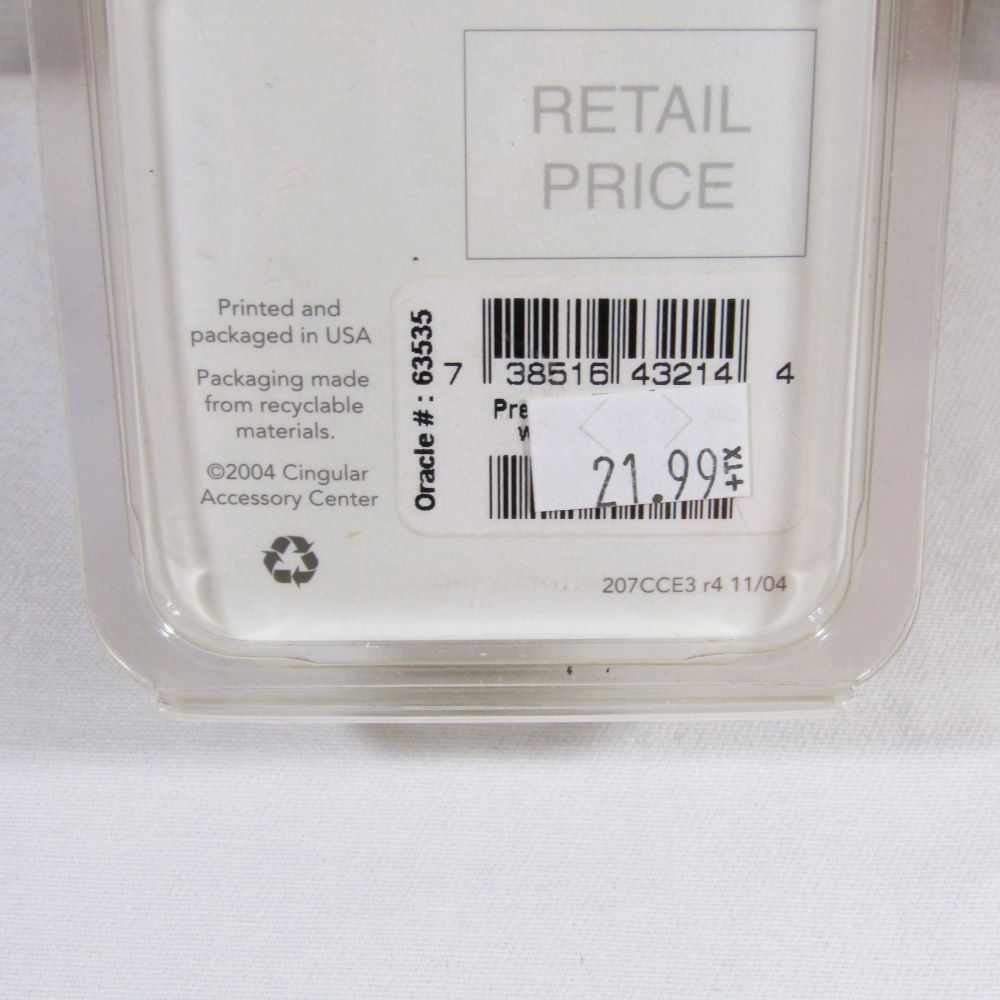 RETAIL
PRICE
Printed and
packaged in USA
Packaging made
from recyclable
materials.
©2004 Cingular
Accessory Center
Oracle # : 63535
7 38516 43214 4
21.99 +TX
207CCE3 r4 11/04